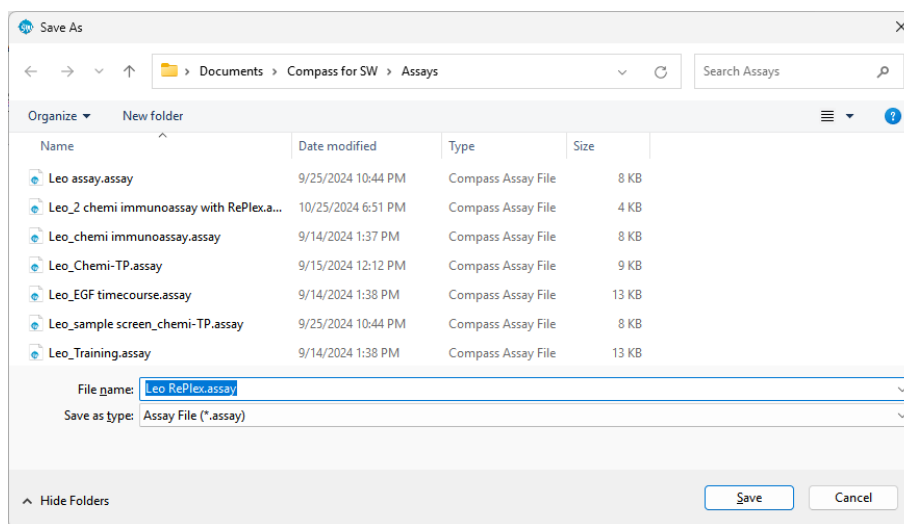 Save As
Documents > Compass for SW > Assays
Search Assays
Organize New folder
Name Date modified Type Size
Leo assay.assay 9/25/2024 10:44 PM Compass Assay File 8 KB
Leo_2 chemi immunoassay with RePlex.a... 10/25/2024 6:51 PM Compass Assay File 4 KB
Leo_chemi immunoassay.assay 9/14/2024 1:37 PM Compass Assay File 8 KB
Leo_Chemi-TP.assay 9/15/2024 12:12 PM Compass Assay File 9 KB
Leo_EGF timecourse.assay 9/14/2024 1:38 PM Compass Assay File 13 KB
Leo_sample screen_chemi-TP.assay 9/25/2024 10:44 PM Compass Assay File 8 KB
Leo_Training.assay 9/14/2024 1:38 PM Compass Assay File 13 KB
File name: Leo RePlex.assay
Save as type: Assay File (*.assay)
Hide Folders Save Cancel